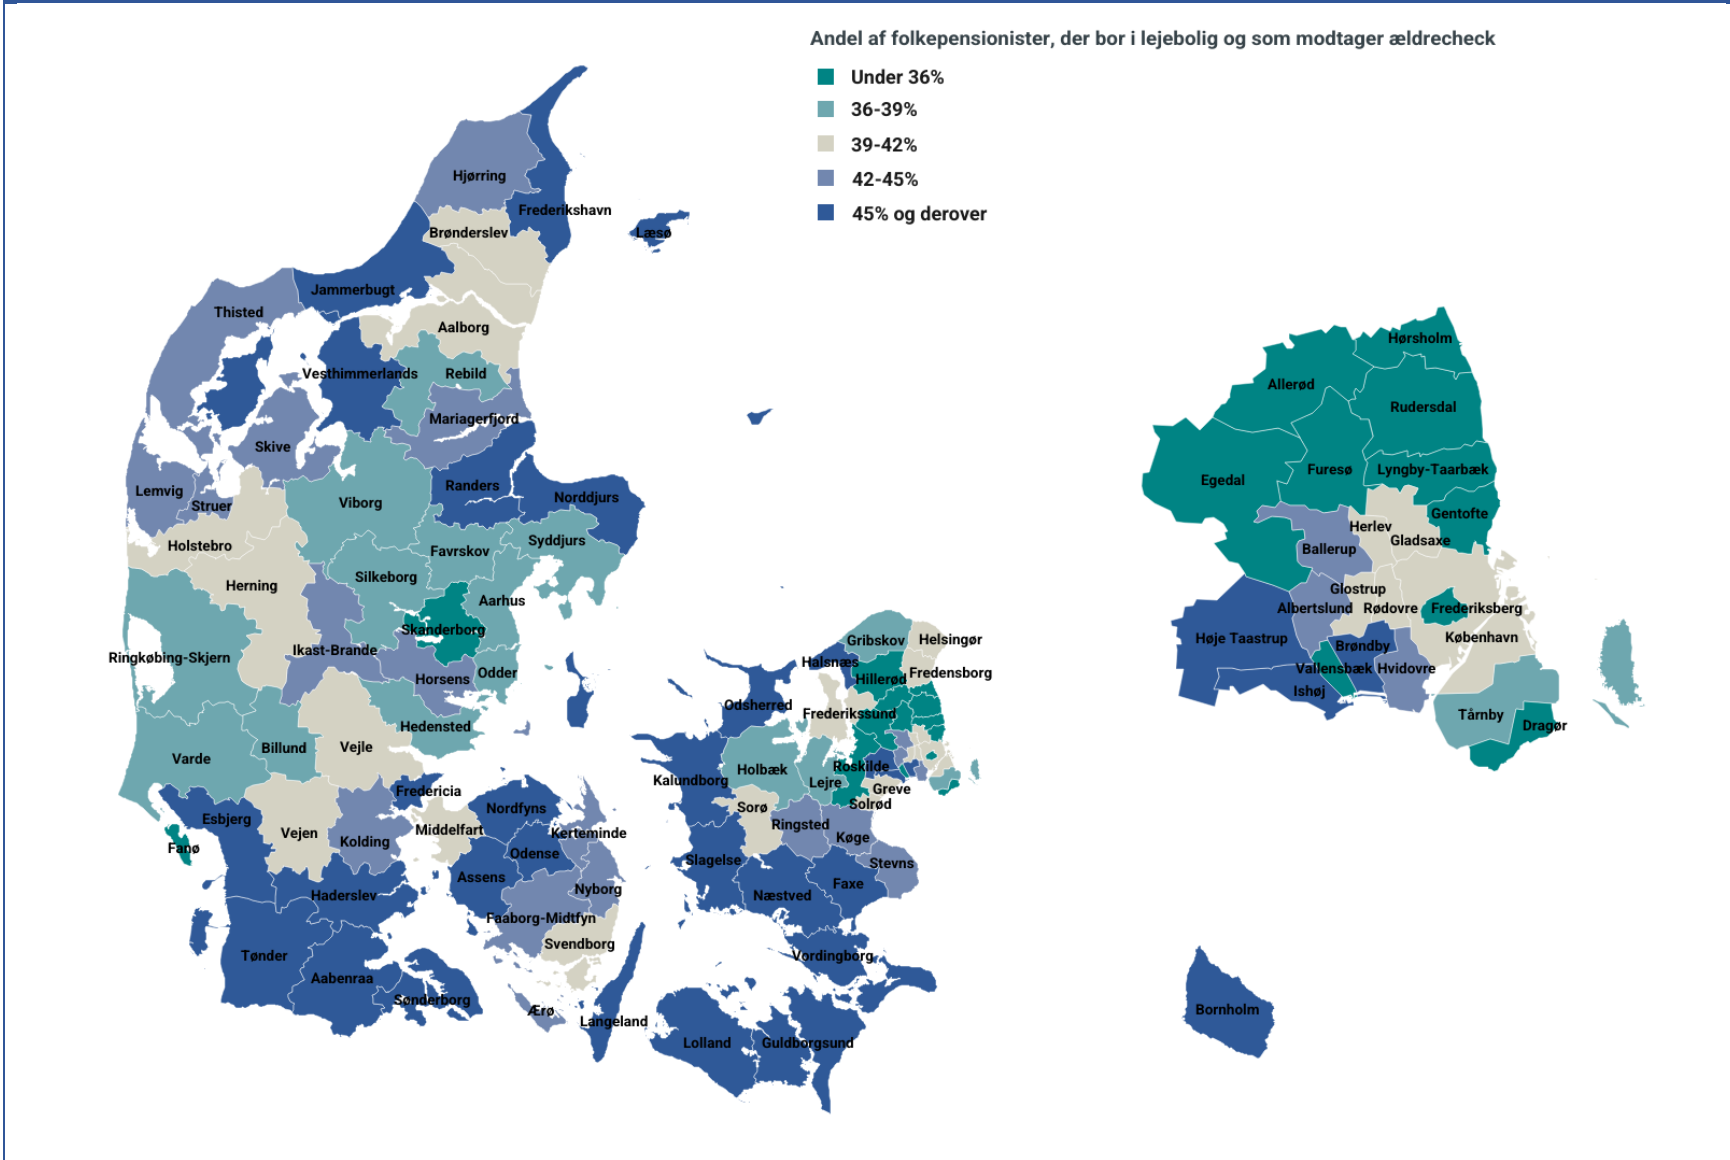 Andel af folkepensionister, der bor i lejebolig og som modtager ældrecheck
Under 36%
36-39%
39-42%
42-45%
45% og derover
Hjørring
Frederikshavn
Brønderslev
Læsø
Jammerbugt
Thisted
Aalborg
Vesthimmerlands
Rebild
Mariagerfjord
Skive
Randers
Lemvig
Norddjurs
Viborg
Struer
Holstebro
Syddjurs
Favrskov
Silkeborg
Herning
Aarhus
Skanderborg
Ikast-Brande
Ringkøbing-Skjern
Odder
Horsens
Hedensted
Billund
Vejle
Varde
Fredericia
Esbjerg
Vejen
Kolding
Middelfart
Fanø
Haderslev
Tønder
Aabenraa
Sønderborg
Nordfyns
Kerteminde
Odense
Assens
Nyborg
Faaborg-Midtfyn
Svendborg
Ærø
Langeland
Gribskov
Helsingør
Halsnæs
Fredensborg
Hillerød
Odsherred
Frederikssund
Roskilde
Holbæk
Kalundborg
Lejre
Greve
Solrød
Sorø
Ringsted
Køge
Slagelse
Stevns
Faxe
Næstved
Vordingborg
Lolland
Guldborgsund
Hørsholm
Allerød
Rudersdal
Furesø
Lyngby-Taarbæk
Egedal
Gentofte
Herlev
Gladsaxe
Ballerup
Glostrup
Albertslund
Rødovre
Frederiksberg
Høje Taastrup
København
Brøndby
Vallensbæk
Hvidovre
Ishøj
Tårnby
Dragør
Bornholm